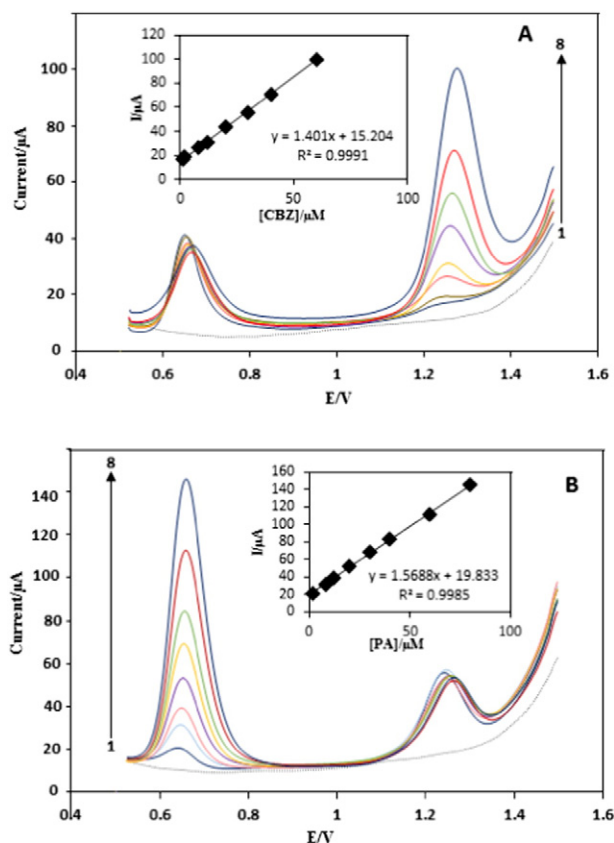 A
8
1
Current/µA
100
80
60
40
20
0
0.4 0.6 0.8 1 1.2 1.4 1.6
E/V
I/µA
120
100
80
60
40
20
0
0 50 100
[CBZ]/µM
y = 1.401x + 15.204
R² = 0.9991
B
8
1
Current/µA
140
120
100
80
60
40
20
0
0.4 0.6 0.8 1 1.2 1.4 1.6
E/V
I/µA
160
140
120
100
80
60
40
20
0
0 50 100
[PA]/µM
y = 1.5688x + 19.833
R² = 0.9985